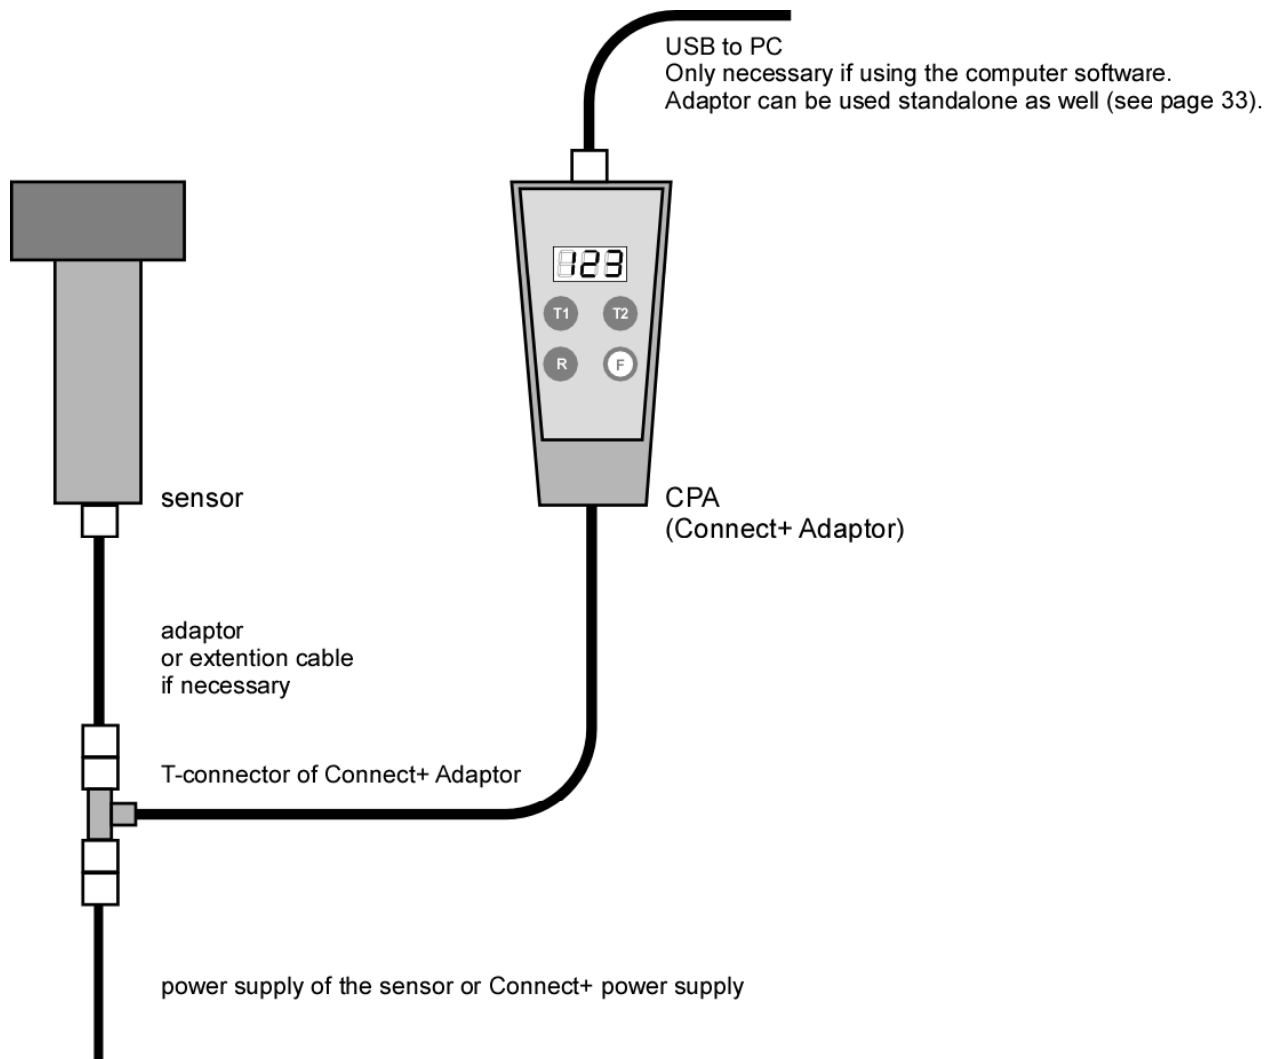 USB to PC
Only necessary if using the computer software.
Adaptor can be used standalone as well (see page 33).
123
T1
T2
R
F
sensor
CPA
(Connect+ Adaptor)
adaptor
or extention cable
if necessary
T-connector of Connect+ Adaptor
power supply of the sensor or Connect+ power supply